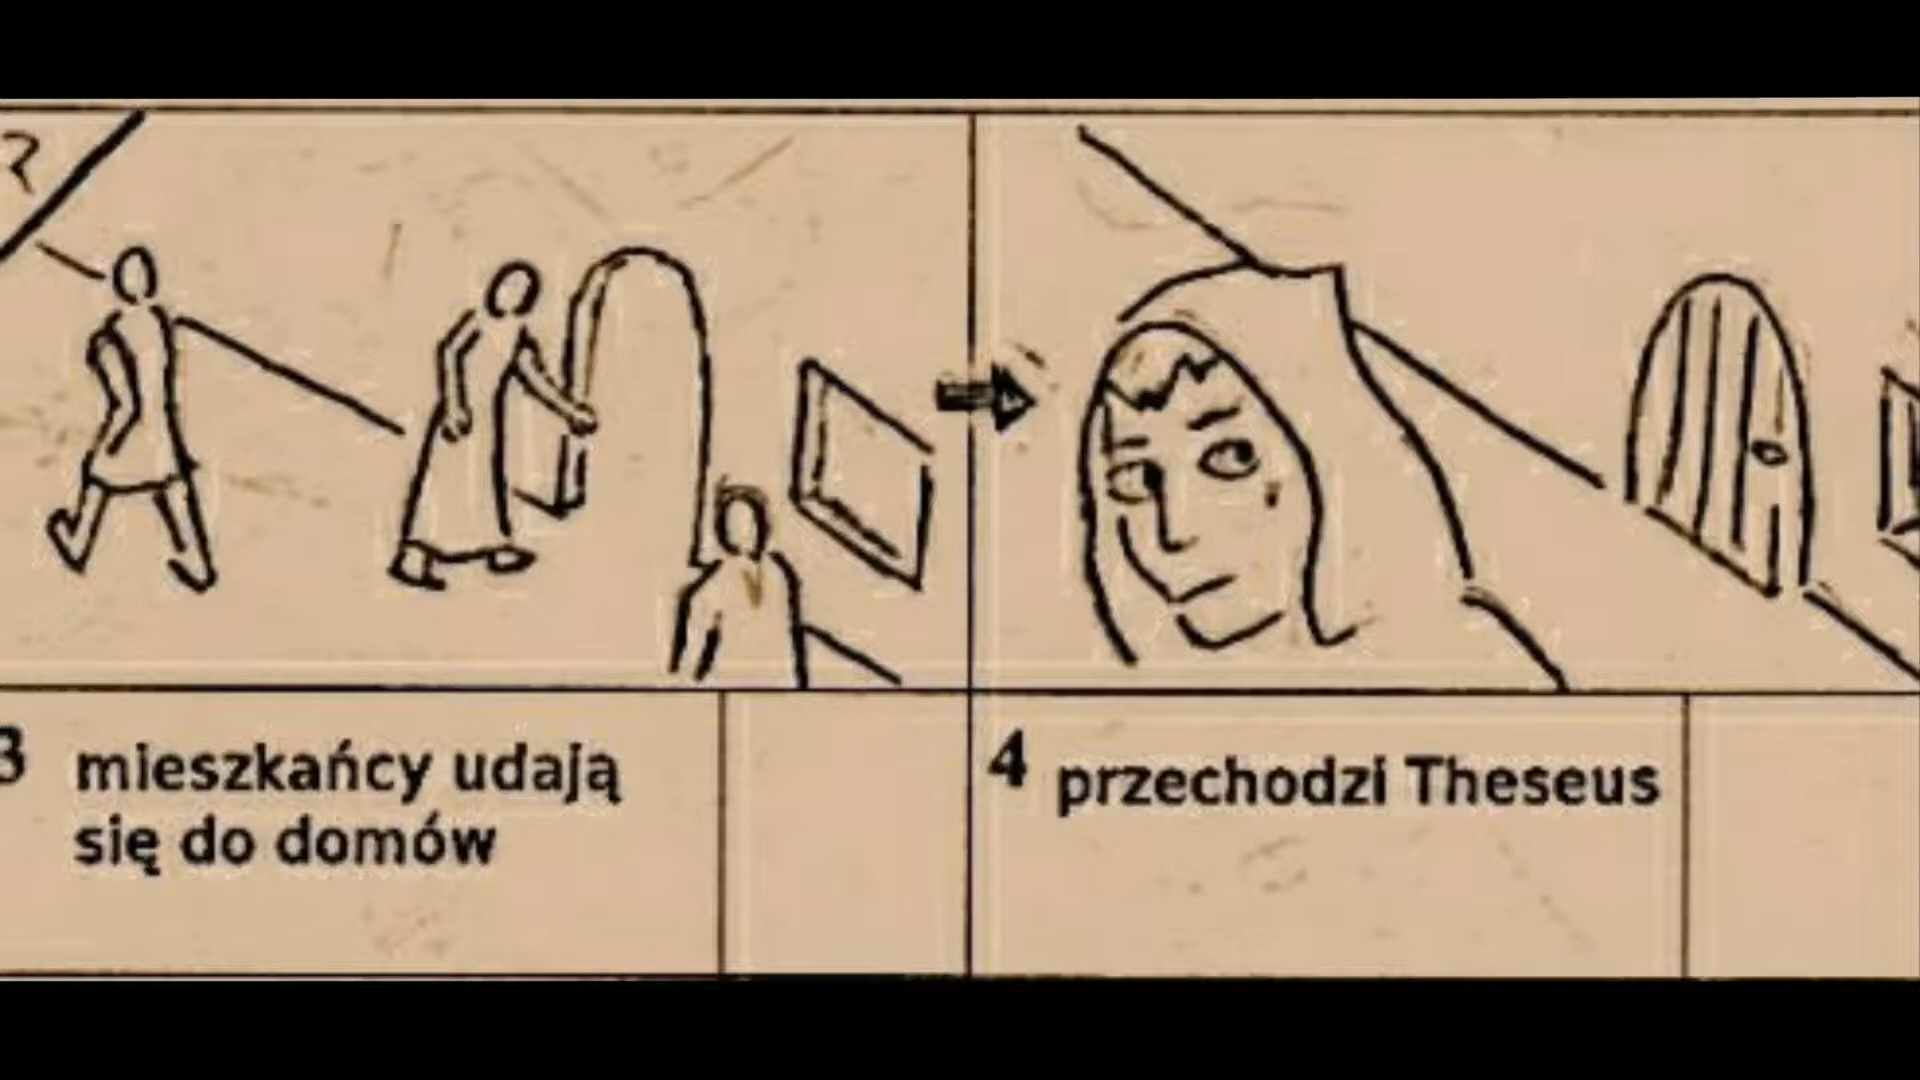 ?
3 mieszkańcy udają
się do domów
4 przechodzi Theseus